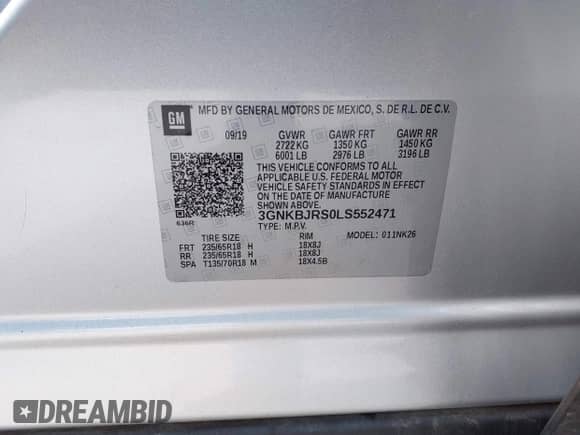 GM
MFD BY GENERAL MOTORS DE MEXICO, S. DE R.L. DE C.V.
09/19 GVWR GAWR FRT GAWR RR
2722 KG 1350 KG 1450 KG
6001 LB 2976 LB 3196 LB
THIS VEHICLE CONFORMS TO ALL
APPLICABLE U.S. FEDERAL MOTOR
VEHICLE SAFETY STANDARDS IN EFFECT
ON THE DATE OF MANUFACTURE
SHOWN ABOVE.
636R 3GNKBJRS0LS552471
TYPE: M.P.V. MODEL: 011NK26
TIRE SIZE RIM
FRT 235/65R18 H 18X8J
RR 235/65R18 H 18X8J
SPA T135/70R18 M 18X4.5B
DREAMBID